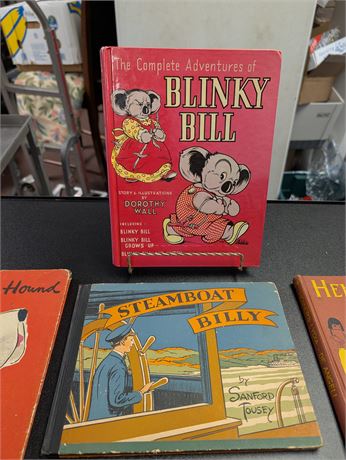 The Complete Adventures of
BLINKY
BILL
STORY & ILLUSTRATIONS
BY
DOROTHY
WALL
INCLUDING
BLINKY BILL
BLINKY BILL
GROWS UP
Hound
STEAMBOAT
BILLY
by
SANFORD
TOUSEY